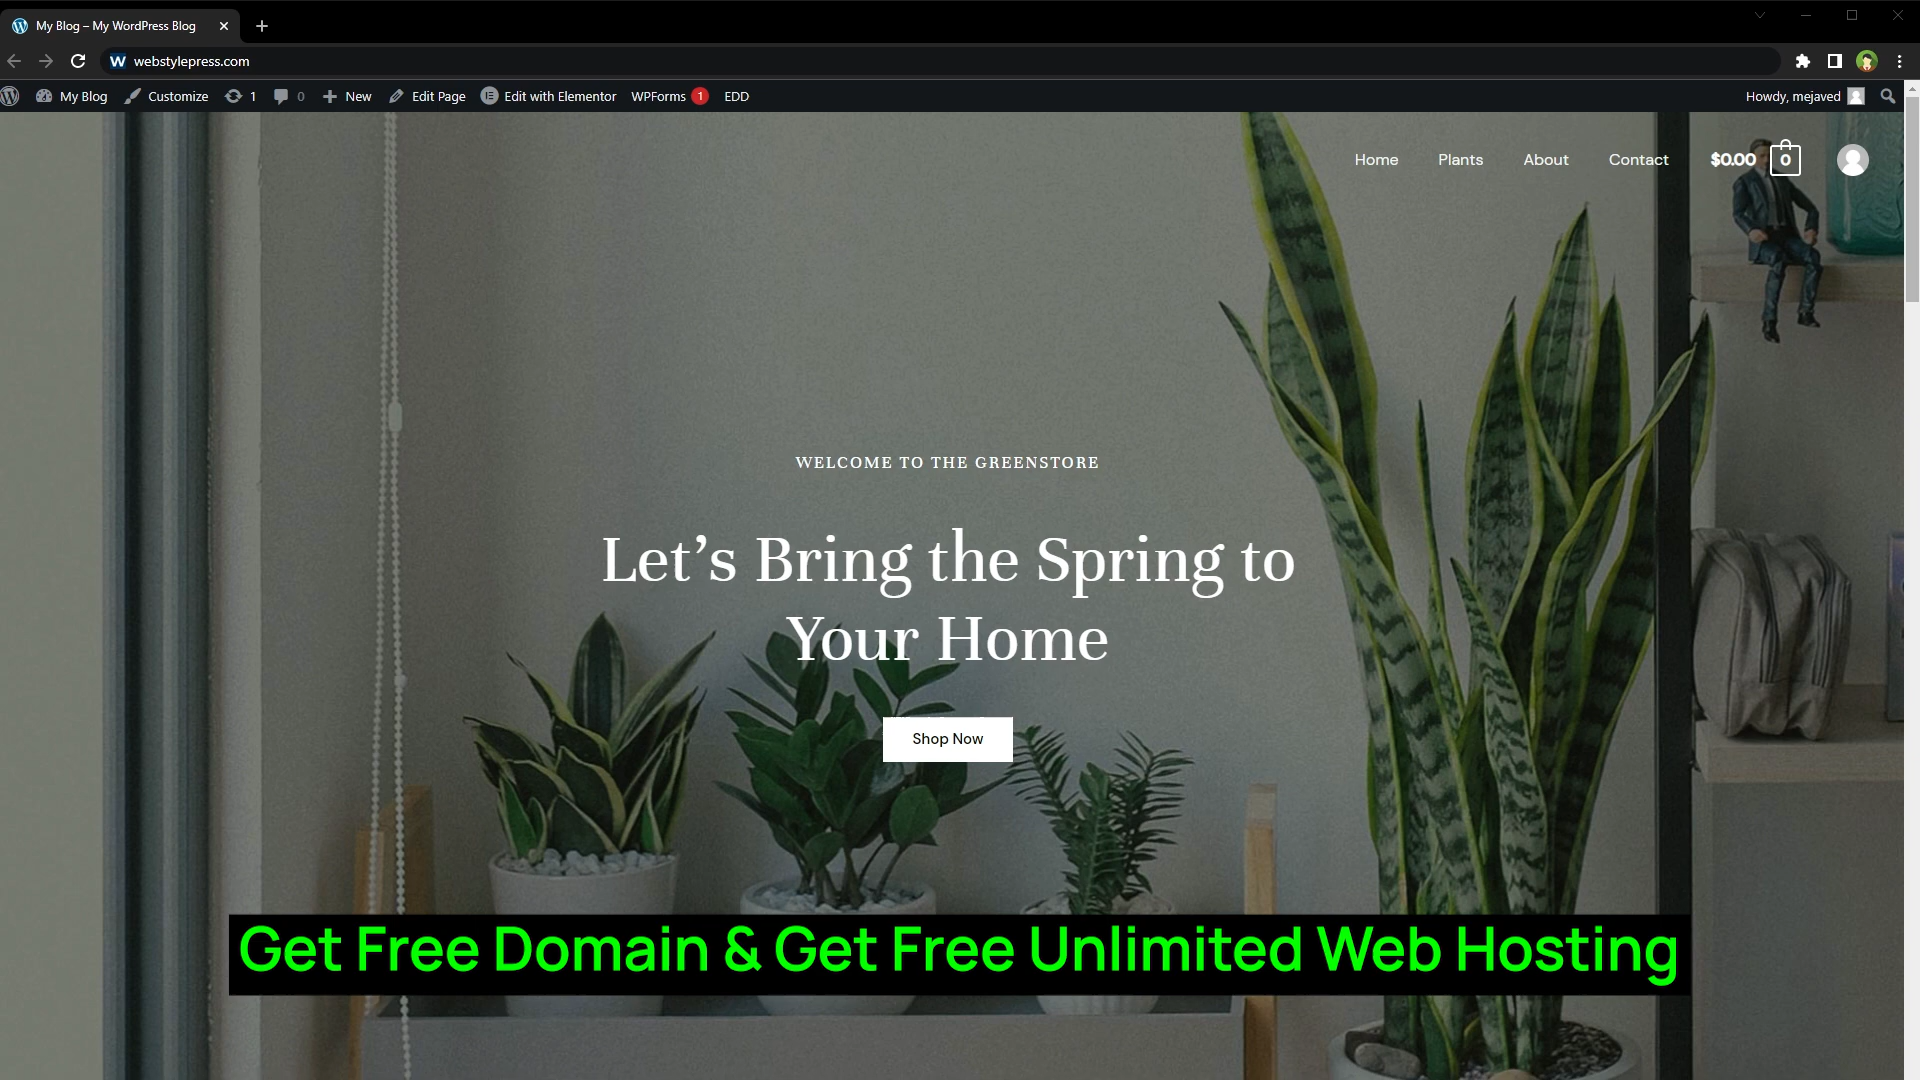 My Blog – My WordPress Blog
webstylepress.com
My Blog Customize 1 0 New Edit Page Edit with Elementor WPForms 1 EDD Howdy, mejaved
Home Plants About Contact $0.00 0
WELCOME TO THE GREENSTORE
Let's Bring the Spring to
Your Home
Shop Now
Get Free Domain & Get Free Unlimited Web Hosting